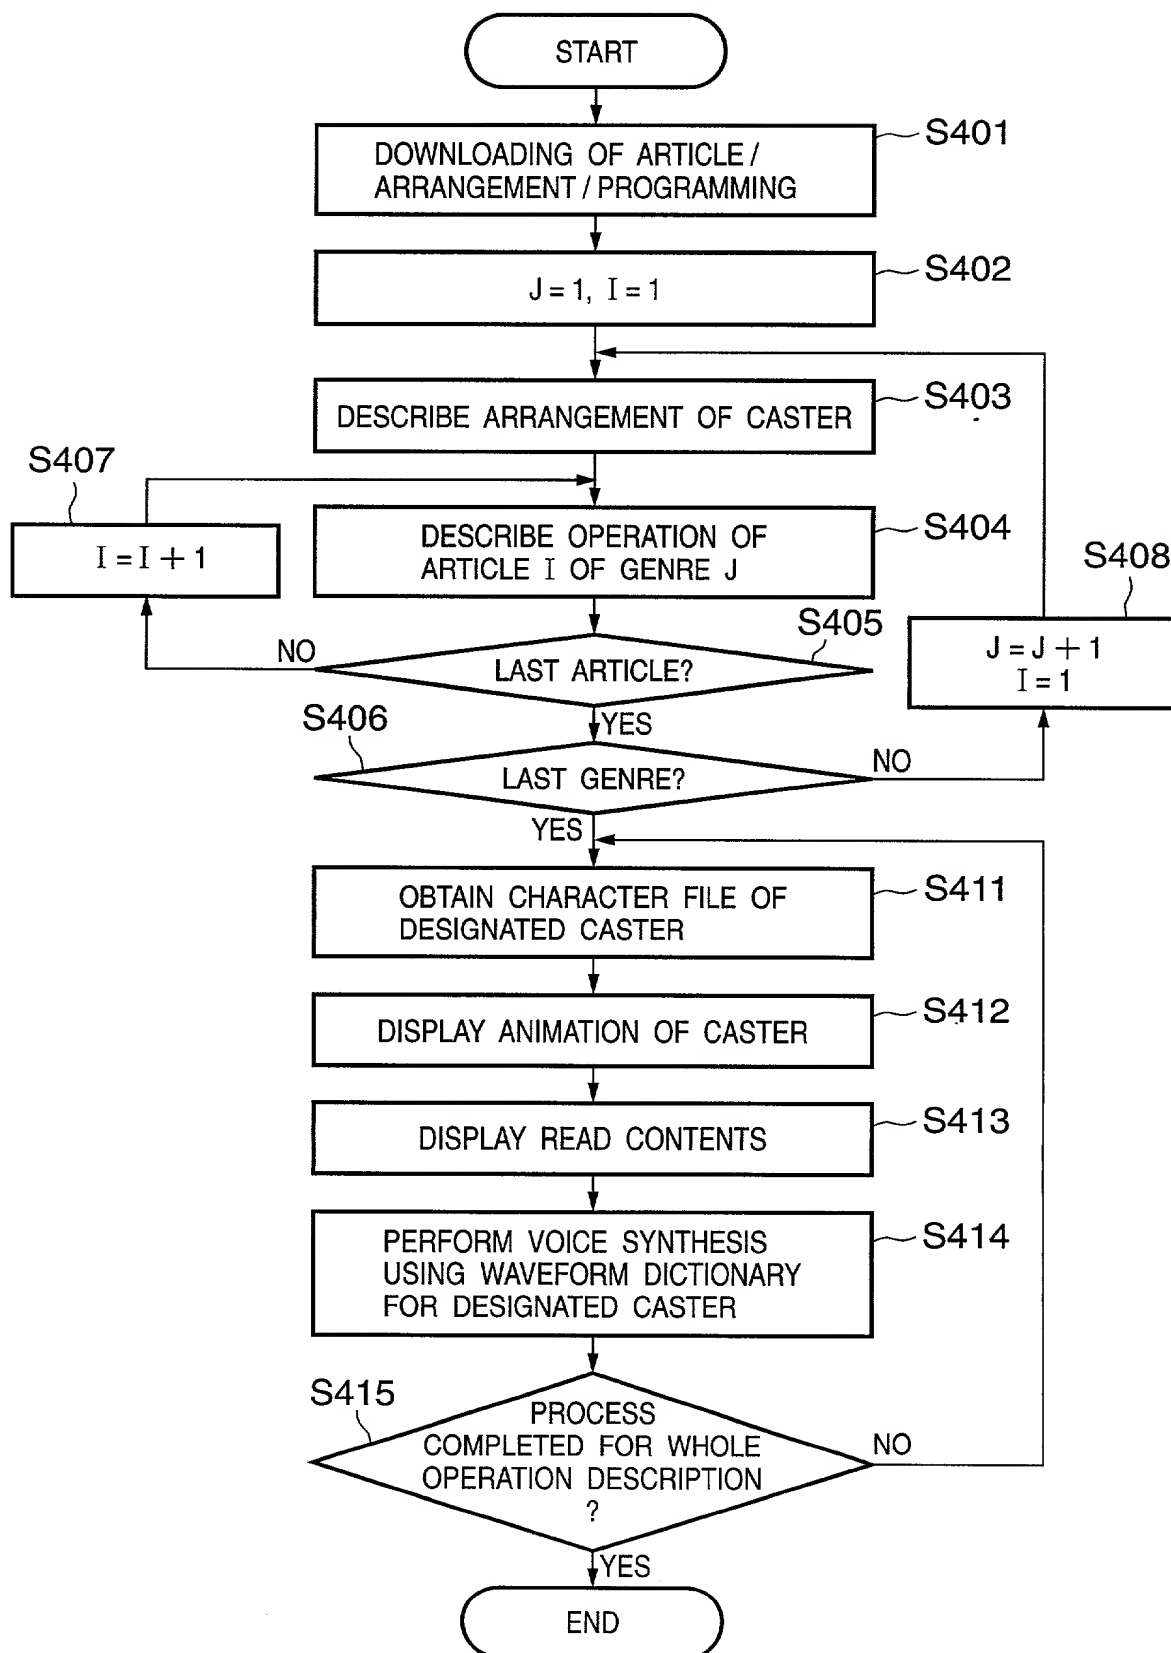 START
S401
DOWNLOADING OF ARTICLE /
ARRANGEMENT / PROGRAMMING
S402
J = 1, I = 1
S403
DESCRIBE ARRANGEMENT OF CASTER
S407
I = I + 1
S404
DESCRIBE OPERATION OF
ARTICLE I OF GENRE J
S408
J = J + 1
I = 1
S405
NO
LAST ARTICLE?
YES
S406
LAST GENRE?
NO
YES
S411
OBTAIN CHARACTER FILE OF
DESIGNATED CASTER
S412
DISPLAY ANIMATION OF CASTER
S413
DISPLAY READ CONTENTS
S414
PERFORM VOICE SYNTHESIS
USING WAVEFORM DICTIONARY
FOR DESIGNATED CASTER
S415
PROCESS
COMPLETED FOR WHOLE
OPERATION DESCRIPTION
?
NO
YES
END